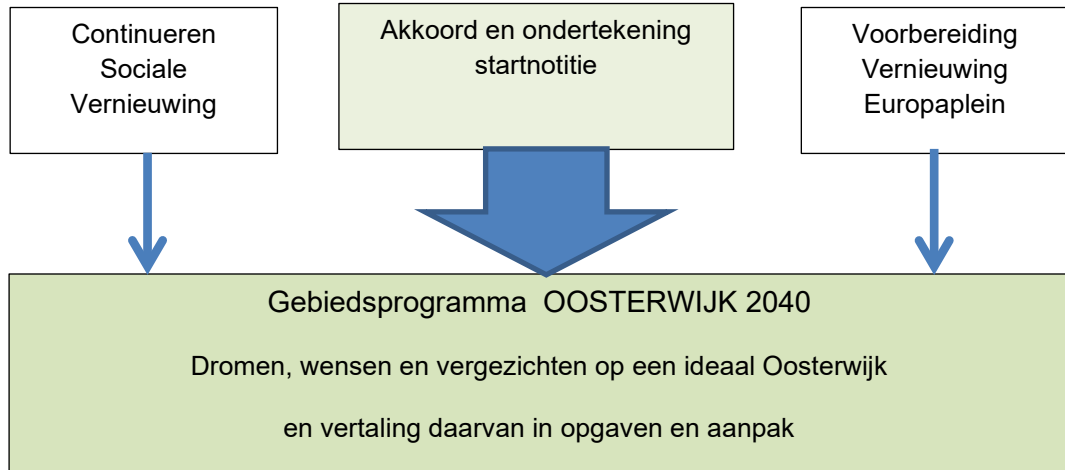 Continueren
Sociale
Vernieuwing
Akkoord en ondertekening
startnotitie
Voorbereiding
Vernieuwing
Europaplein
Gebiedsprogramma OOSTERWIJK 2040
Dromen, wensen en vergezichten op een ideaal Oosterwijk
en vertaling daarvan in opgaven en aanpak